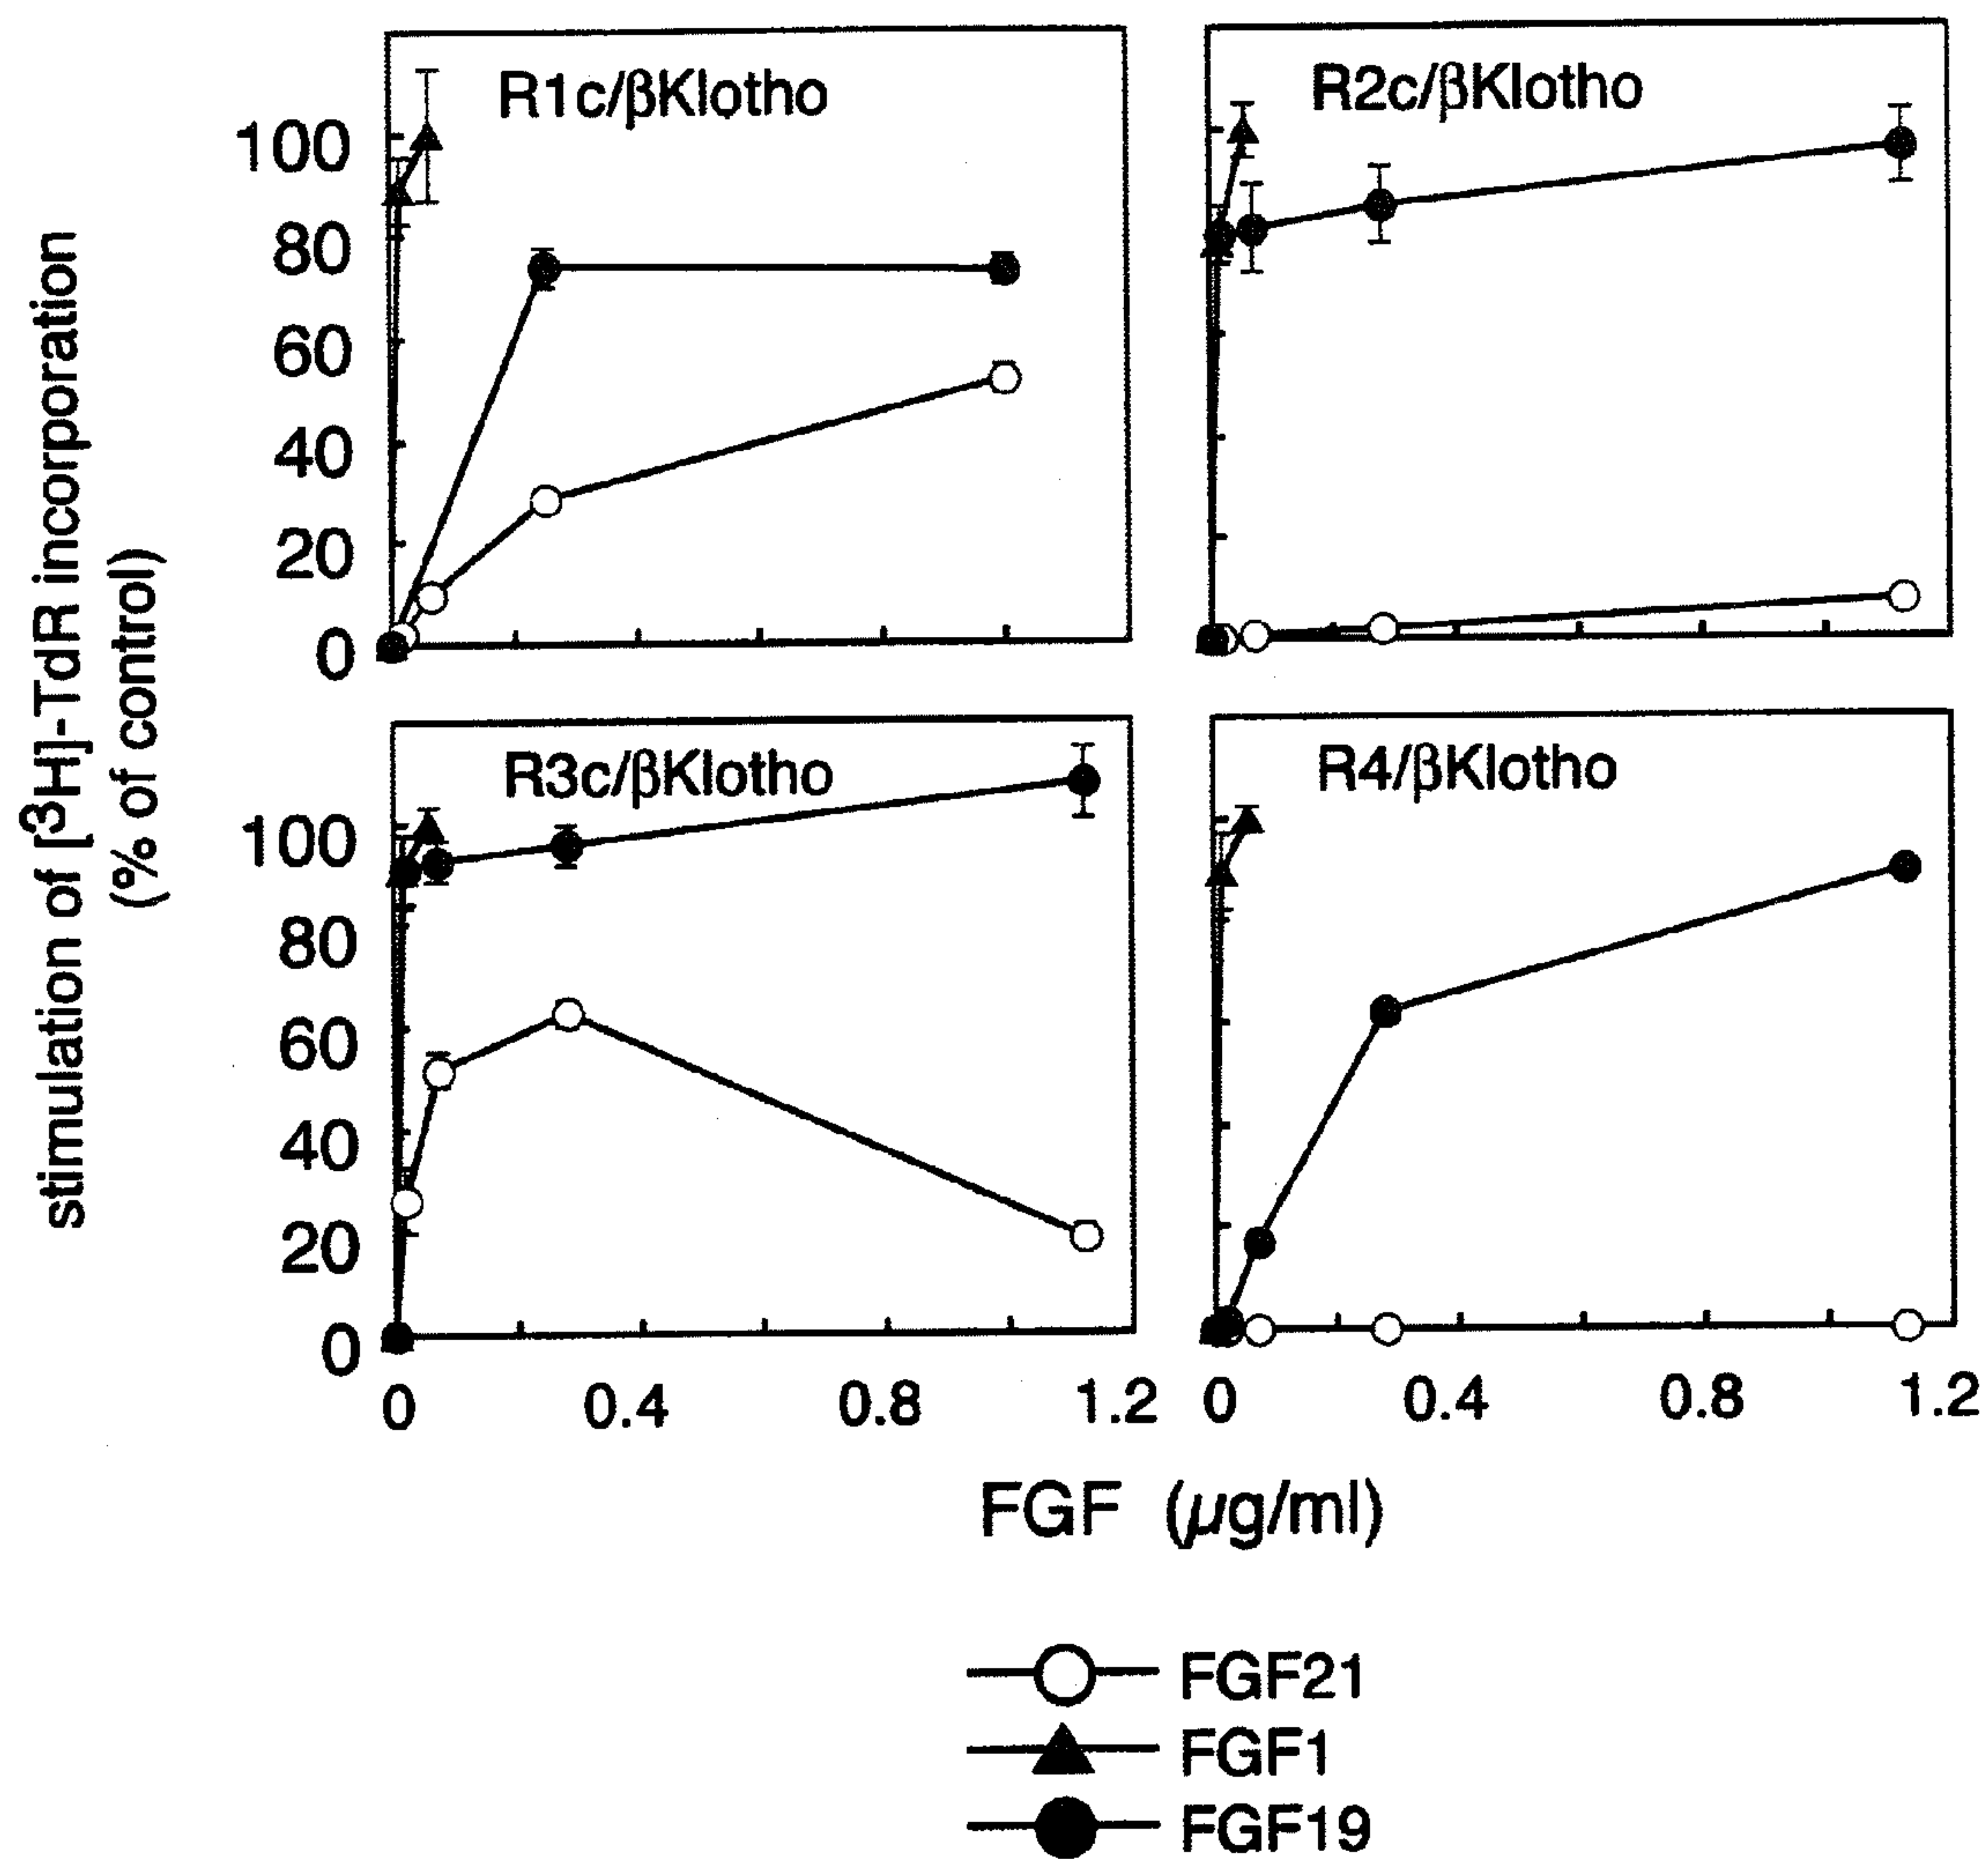 stimulation of [³H]-TdR incorporation
(% of control)
R1c/βKlotho
100
80
60
40
20
0
R2c/βKlotho
R3c/βKlotho
100
80
60
40
20
0
0 0.4 0.8 1.2
R4/βKlotho
0 0.4 0.8 1.2
FGF (µg/ml)
FGF21
FGF1
FGF19